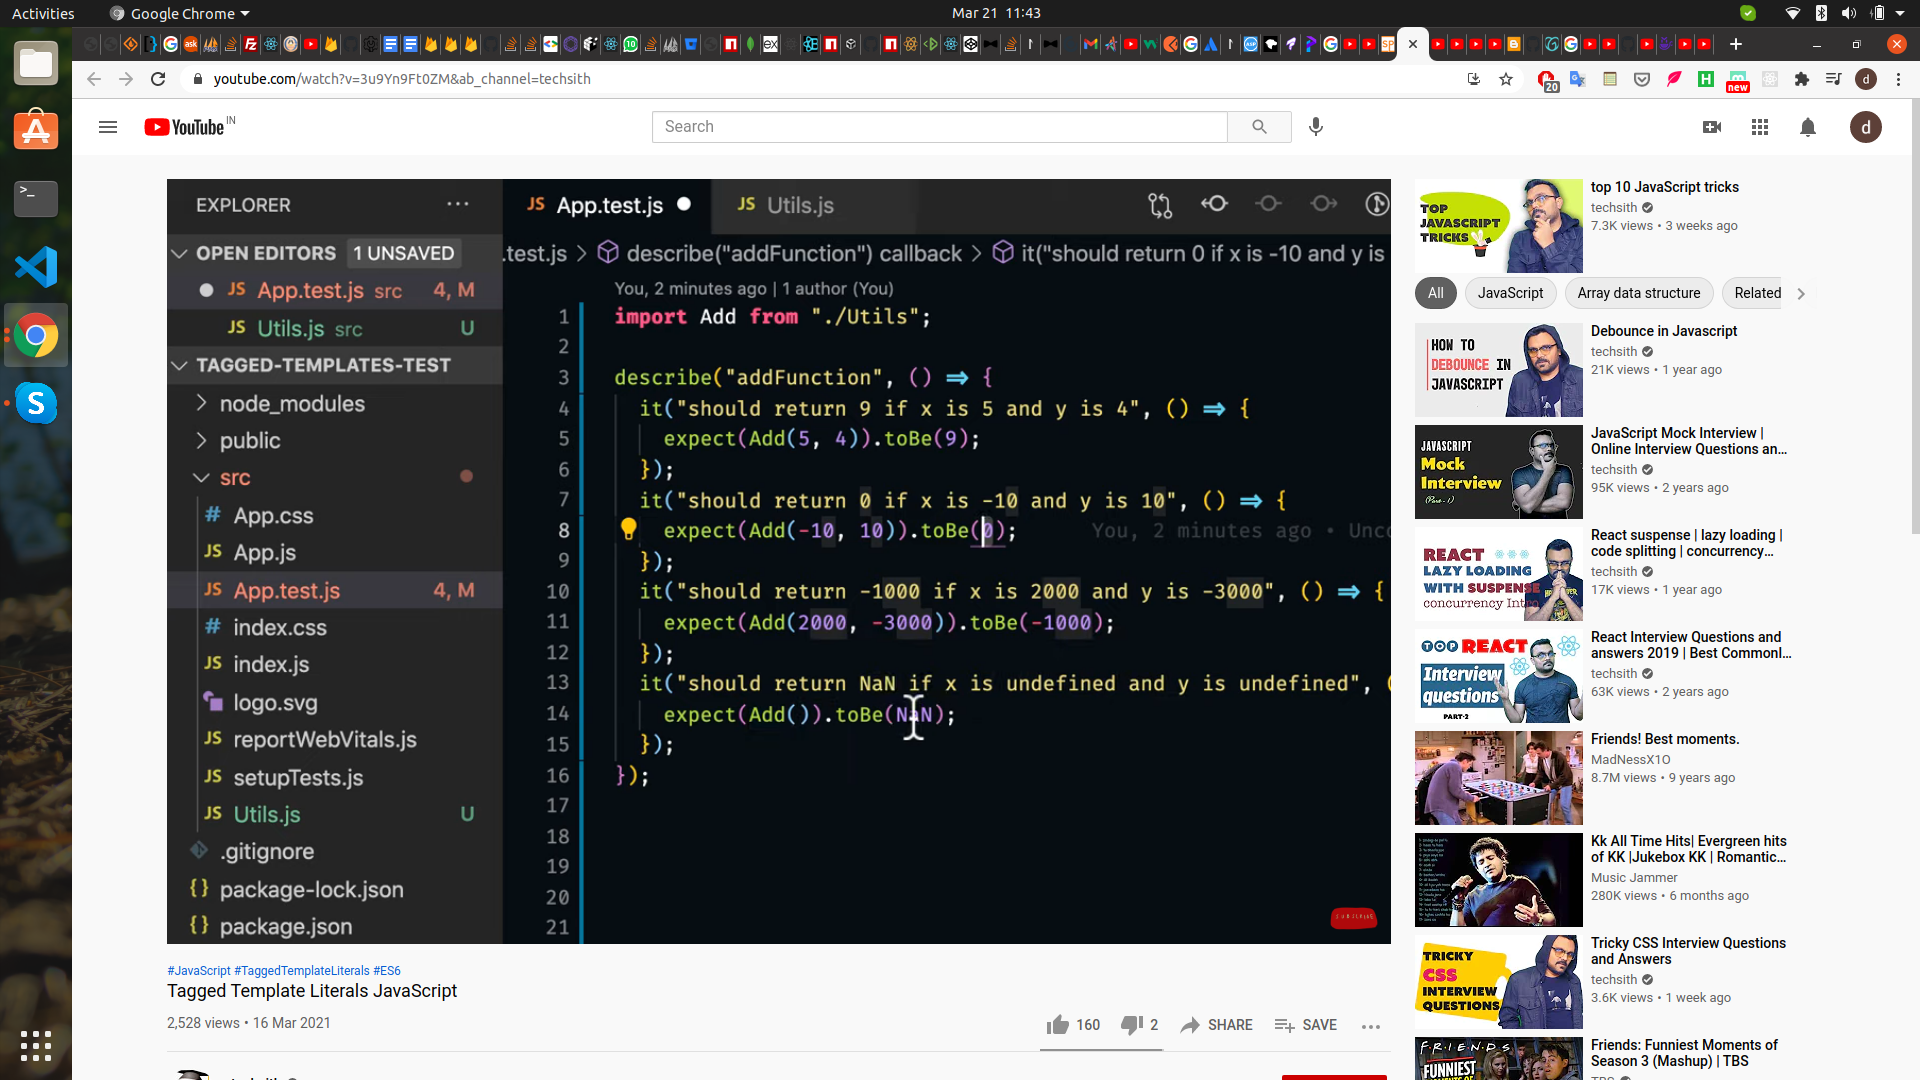 Activities
Google Chrome
Mar 21 11:43
youtube.com/watch?v=3u9Yn9Ft0ZM&ab_channel=techsith
20
new
d
YouTube IN
Search
d
EXPLORER
JS App.test.js
JS Utils.js
OPEN EDITORS 1 UNSAVED
JS App.test.js src 4, M
JS Utils.js src U
TAGGED-TEMPLATES-TEST
node_modules
public
src
# App.css
JS App.js
JS App.test.js 4, M
# index.css
JS index.js
logo.svg
JS reportWebVitals.js
JS setupTests.js
JS Utils.js U
.gitignore
{} package-lock.json
{} package.json
.test.js > describe("addFunction") callback > it("should return 0 if x is -10 and y is
You, 2 minutes ago | 1 author (You)
1 import Add from "./Utils";
2
3 describe("addFunction", () => {
4 it("should return 9 if x is 5 and y is 4", () => {
5 expect(Add(5, 4)).toBe(9);
6 });
7 it("should return 0 if x is -10 and y is 10", () => {
8 expect(Add(-10, 10)).toBe(0); You, 2 minutes ago • Unco
9 });
10 it("should return -1000 if x is 2000 and y is -3000", () => {
11 expect(Add(2000, -3000)).toBe(-1000);
12 });
13 it("should return NaN if x is undefined and y is undefined", (
14 expect(Add()).toBe(NaN);
15 });
16 });
17
18
19
20
21
SUBSCRIBE
#JavaScript #TaggedTemplateLiterals #ES6
Tagged Template Literals JavaScript
2,528 views • 16 Mar 2021
160
2
SHARE
SAVE
TOP
JAVASCRIPT
TRICKS
top 10 JavaScript tricks
techsith
7.3K views • 3 weeks ago
All
JavaScript
Array data structure
Related
HOW TO
DEBOUNCE IN
JAVASCRIPT
Debounce in Javascript
techsith
21K views • 1 year ago
JAVASCRIPT
Mock
Interview
(Part-1)
JavaScript Mock Interview |
Online Interview Questions an...
techsith
95K views • 2 years ago
REACT
LAZY LOADING
WITH SUSPENSE
concurrency Intro
React suspense | lazy loading |
code splitting | concurrency...
techsith
17K views • 1 year ago
TOP REACT
Interview
questions
PART-2
React Interview Questions and
answers 2019 | Best Commonl...
techsith
63K views • 2 years ago
Friends! Best moments.
MadNessX1O
8.7M views • 9 years ago
Kk All Time Hits| Evergreen hits
of KK |Jukebox KK | Romantic...
Music Jammer
280K views • 6 months ago
TRICKY
CSS
INTERVIEW
QUESTIONS
Tricky CSS Interview Questions
and Answers
techsith
3.6K views • 1 week ago
FRIENDS
FUNNIEST
Friends: Funniest Moments of
Season 3 (Mashup) | TBS